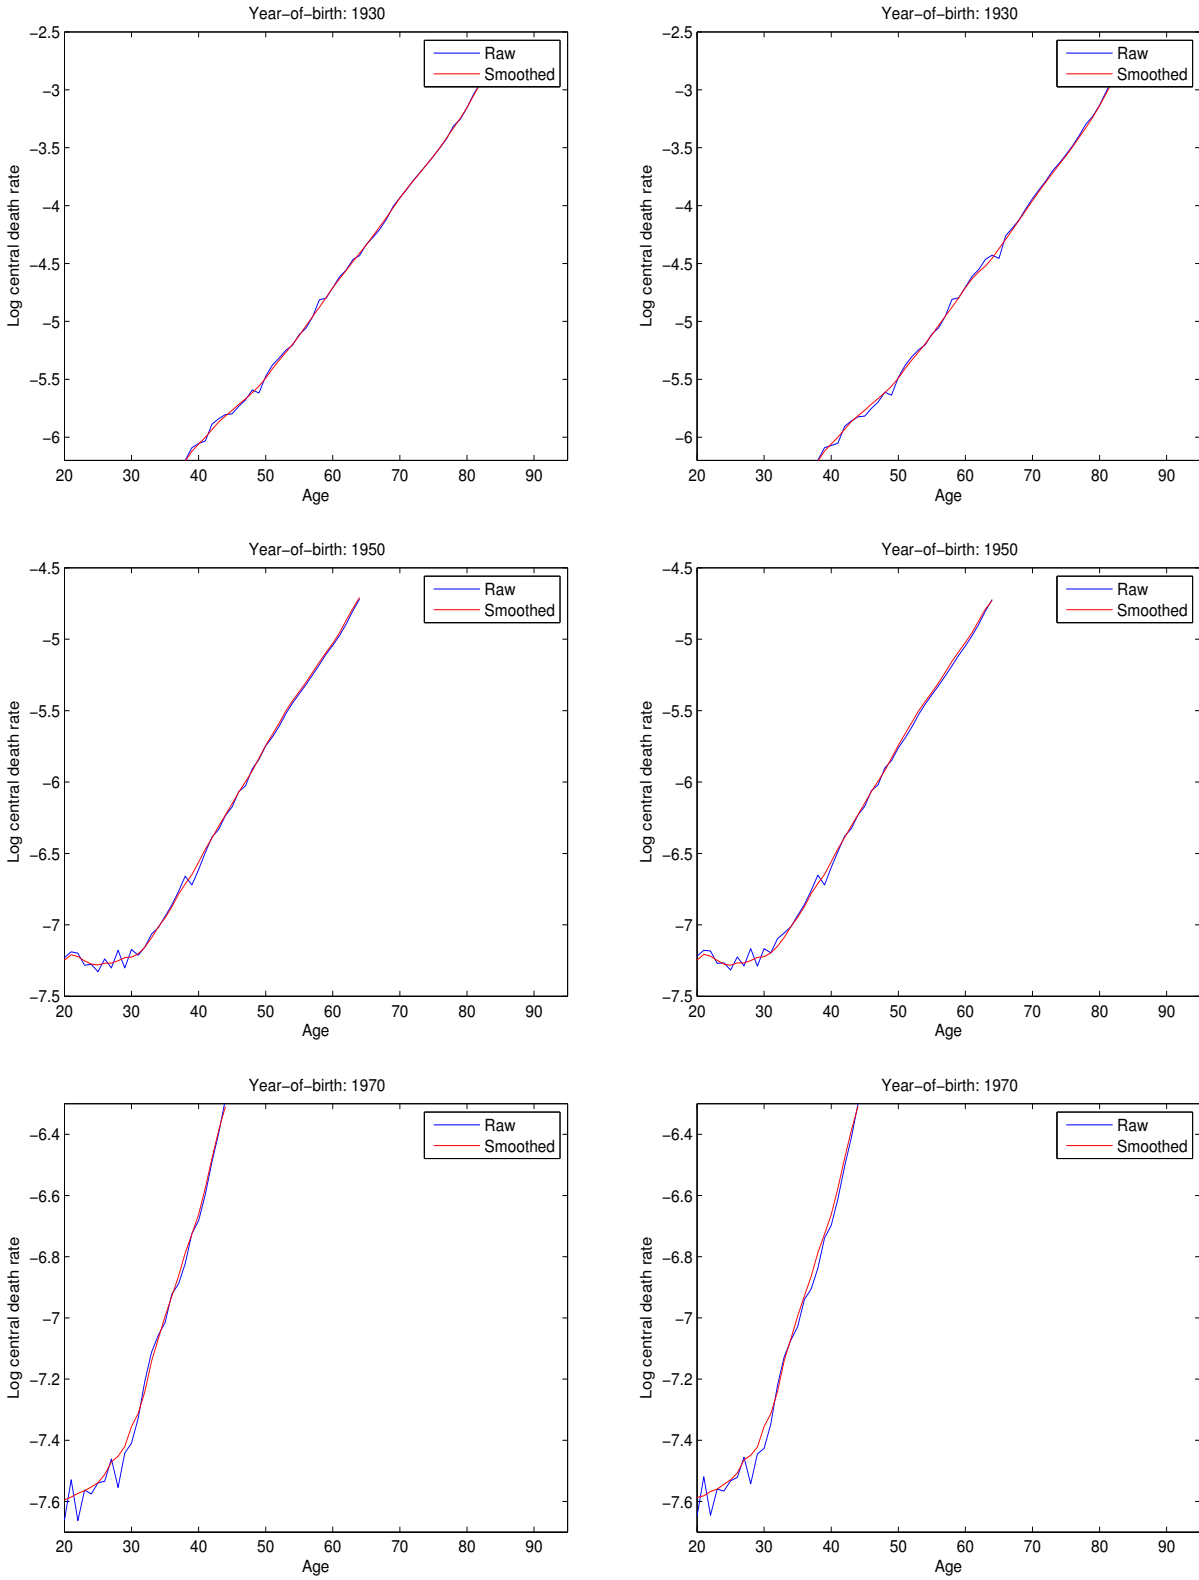 Year−of−birth: 1930
−2.5
−3
−3.5
−4
−4.5
−5
−5.5
−6
Log central death rate
Raw
Smoothed
20 30 40 50 60 70 80 90
Age
Year−of−birth: 1930
−2.5
−3
−3.5
−4
−4.5
−5
−5.5
−6
Log central death rate
Raw
Smoothed
20 30 40 50 60 70 80 90
Age
Year−of−birth: 1950
−4.5
−5
−5.5
−6
−6.5
−7
−7.5
Log central death rate
Raw
Smoothed
20 30 40 50 60 70 80 90
Age
Year−of−birth: 1950
−4.5
−5
−5.5
−6
−6.5
−7
−7.5
Log central death rate
Raw
Smoothed
20 30 40 50 60 70 80 90
Age
Year−of−birth: 1970
−6.4
−6.6
−6.8
−7
−7.2
−7.4
−7.6
Log central death rate
Raw
Smoothed
20 30 40 50 60 70 80 90
Age
Year−of−birth: 1970
−6.4
−6.6
−6.8
−7
−7.2
−7.4
−7.6
Log central death rate
Raw
Smoothed
20 30 40 50 60 70 80 90
Age